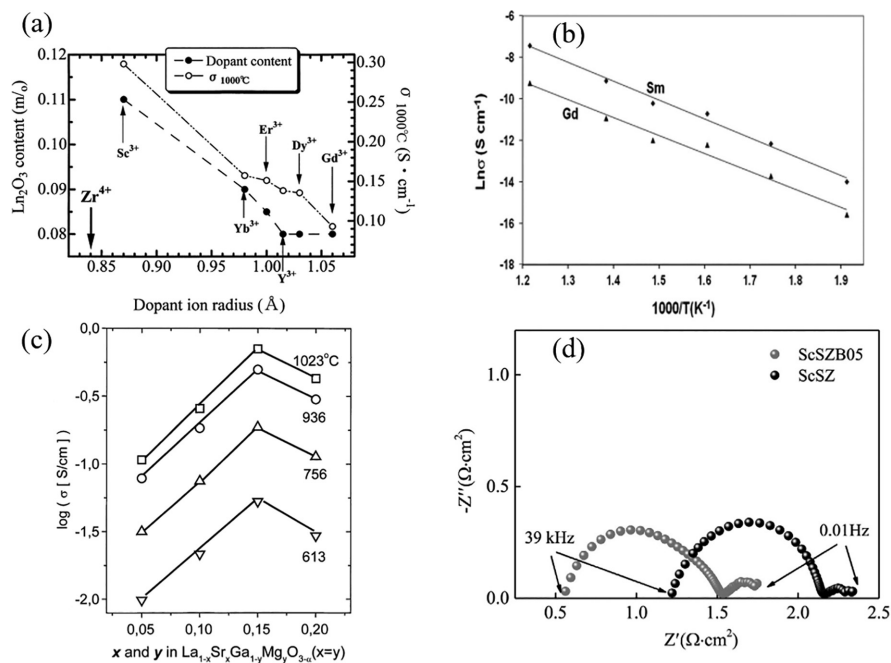 (a)
Dopant content
σ 1000℃
0.12
0.11
0.10
0.09
0.08
Ln2O3 content (m/o)
0.30
0.25
0.20
0.15
0.10
σ 1000℃ (S · cm-1)
Sc3+
Zr4+
Yb3+
Er3+
Y3+
Dy3+
Gd3+
0.85 0.90 0.95 1.00 1.05
Dopant ion radius (Å)
(b)
-6
-8
-10
-12
-14
-16
-18
Lnσ (S cm-1)
Sm
Gd
1.2 1.3 1.4 1.5 1.6 1.7 1.8 1.9 2
1000/T(K-1)
(c)
0,0
-0,5
-1,0
-1,5
-2,0
log ( σ [ S/cm] )
1023°C
936
756
613
0,05 0,10 0,15 0,20
x and y in La1-xSrxGa1-yMgyO3-α(x=y)
(d)
ScSZB05
ScSZ
1.0
0.5
0.0
-Z''(Ω·cm2)
39 kHz
0.01Hz
0.5 1.0 1.5 2.0 2.5
Z'(Ω·cm2)